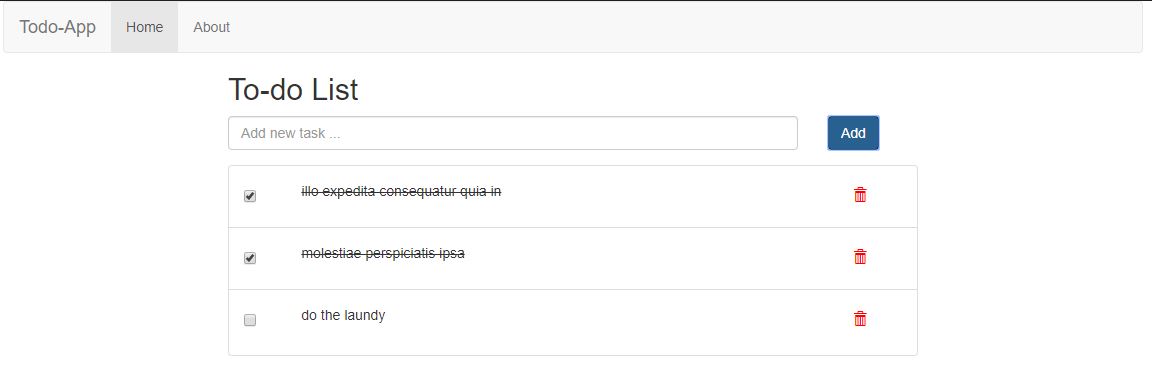 Todo-App Home About
To-do List
Add new task ... Add
illo expedita consequatur quia in
molestiae perspiciatis ipsa
do the laundy